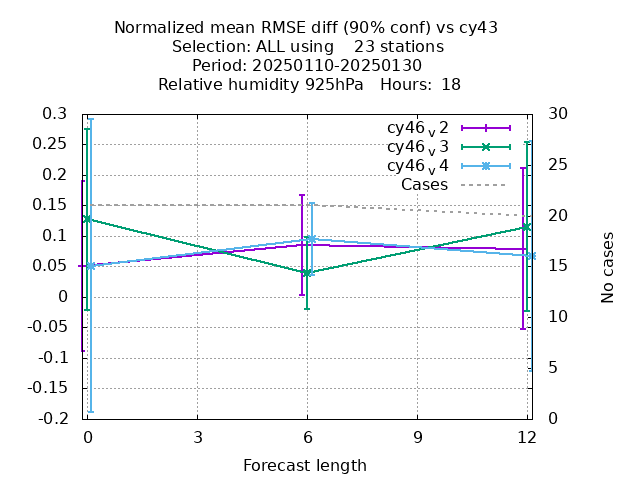 Normalized mean RMSE diff (90% conf) vs cy43
Selection: ALL using    23 stations
Period: 20250110-20250130
Relative humidity 925hPa   Hours:  18
0.3
0.25
0.2
0.15
0.1
0.05
0
-0.05
-0.1
-0.15
-0.2
30
25
20
15
10
5
0
cy46v2
cy46v3
cy46v4
Cases
No cases
0 3 6 9 12
Forecast length